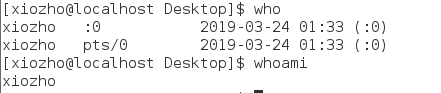 [xiozho@localhost Desktop]$ who
xiozho   :0           2019-03-24 01:33 (:0)
xiozho   pts/0        2019-03-24 01:33 (:0)
[xiozho@localhost Desktop]$ whoami
xiozho